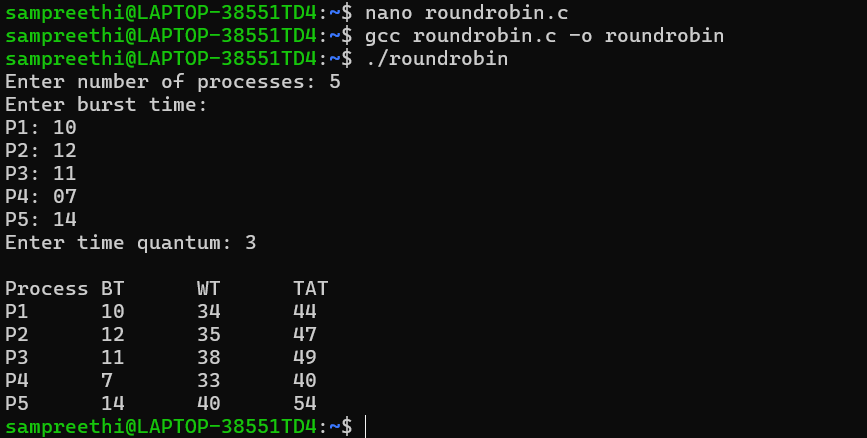 sampreethi@LAPTOP-38551TD4:~$ nano roundrobin.c
sampreethi@LAPTOP-38551TD4:~$ gcc roundrobin.c -o roundrobin
sampreethi@LAPTOP-38551TD4:~$ ./roundrobin
Enter number of processes: 5
Enter burst time:
P1: 10
P2: 12
P3: 11
P4: 07
P5: 14
Enter time quantum: 3

Process BT      WT      TAT
P1      10      34      44
P2      12      35      47
P3      11      38      49
P4      7       33      40
P5      14      40      54
sampreethi@LAPTOP-38551TD4:~$